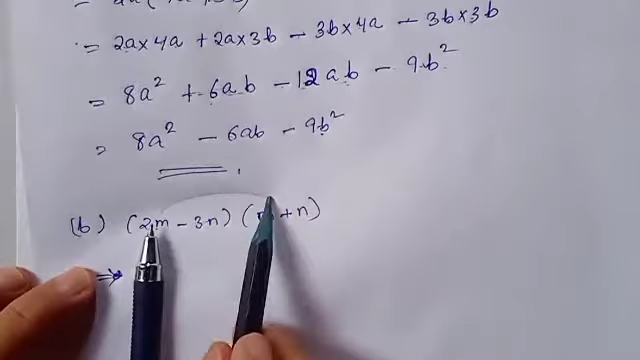 = 2a×4a + 2a×3b - 3b×4a - 3b×3b
= 8a² + 6ab - 12ab - 9b²
= 8a² - 6ab - 9b²
(b) (2m - 3n) ( + n)